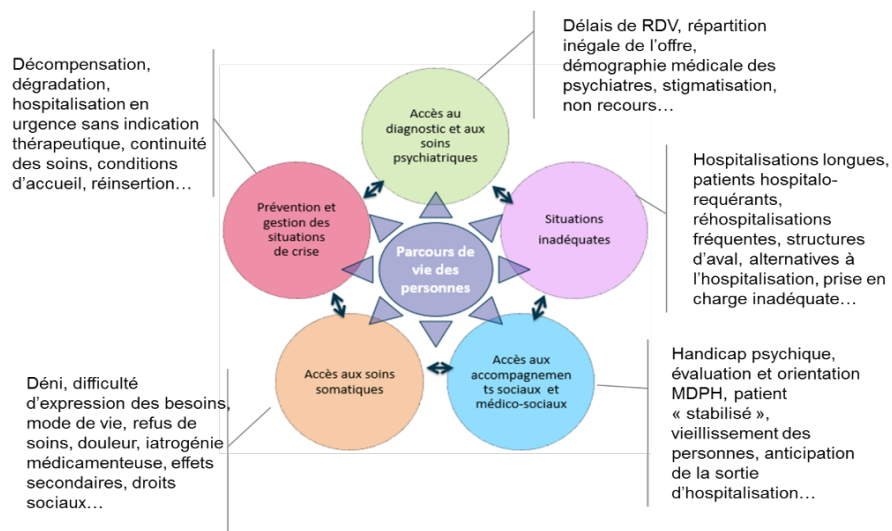 Délais de RDV, répartition
inégale de l'offre,
démographie médicale des
psychiatres, stigmatisation,
non recours…
Décompensation,
dégradation,
hospitalisation en
urgence sans indication
thérapeutique, continuité
des soins, conditions
d'accueil, réinsertion…
Accès au
diagnostic et aux
soins
psychiatriques
Hospitalisations longues,
patients hospitalo-
requérants,
réhospitalisations
fréquentes, structures
d'aval, alternatives à
l'hospitalisation, prise en
charge inadéquate…
Prévention et
gestion des
situations
de crise
Situations
inadéquates
Parcours de
vie des
personnes
Accès aux soins
somatiques
Accès aux
accompagnemen
ts sociaux et
médico-sociaux
Déni, difficulté
d'expression des besoins,
mode de vie, refus de
soins, douleur, iatrogénie
médicamenteuse, effets
secondaires, droits
sociaux…
Handicap psychique,
évaluation et orientation
MDPH, patient
« stabilisé »,
vieillissement des
personnes, anticipation
de la sortie
d'hospitalisation…